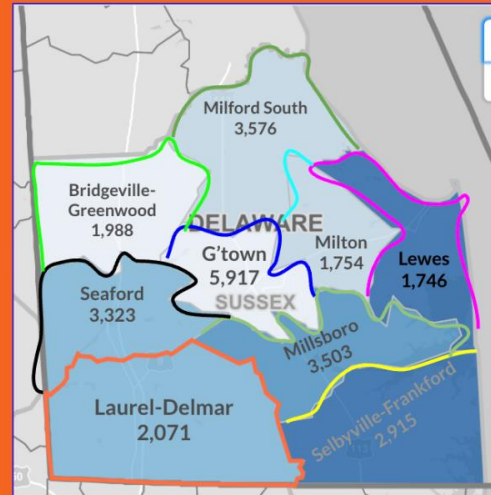 Milford South
3,576
Bridgeville-
Greenwood
1,988
DELAWARE
G'town
5,917
SUSSEX
Milton
1,754
Lewes
1,746
Seaford
3,323
Millsboro
3,503
Laurel-Delmar
2,071
Selbyville-Frankford
2,915
50